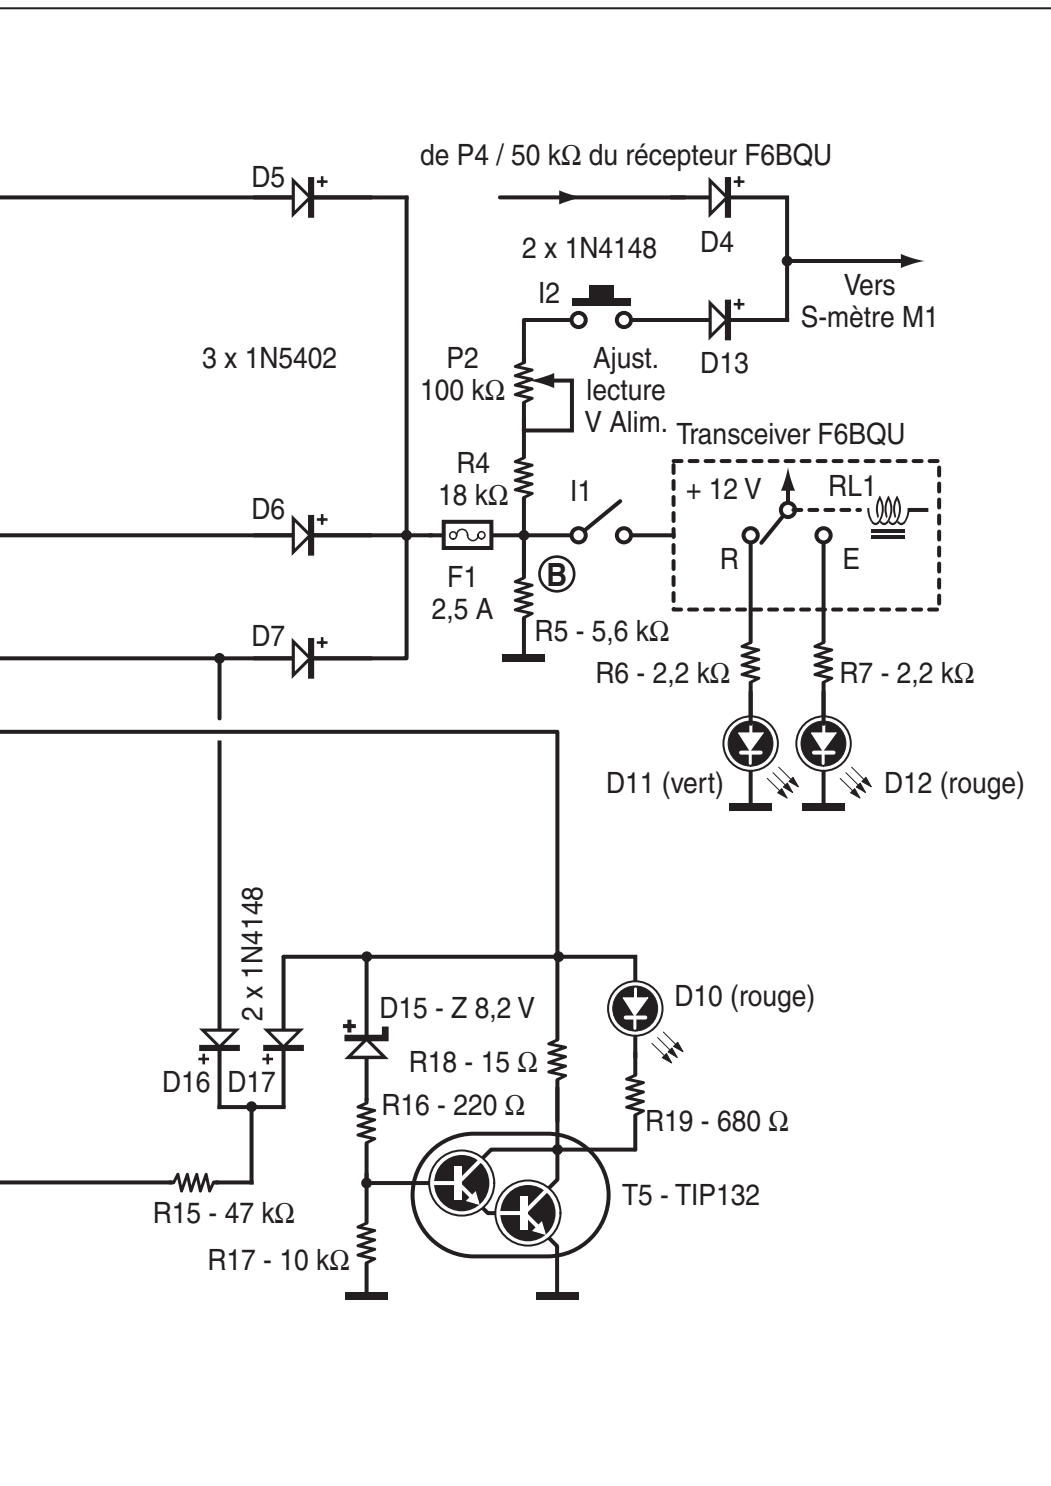 de P4 / 50 kΩ du récepteur F6BQU
D5
+
+
D4
2 x 1N4148
I2
+
Vers
S-mètre M1
D13
3 x 1N5402
P2
100 kΩ
Ajust.
lecture
V Alim.
Transceiver F6BQU
R4
18 kΩ
I1
+ 12 V
RL1
D6
+
R
E
F1
2,5 A
B
R5 - 5,6 kΩ
D7
+
R6 - 2,2 kΩ
R7 - 2,2 kΩ
D11 (vert)
D12 (rouge)
2 x 1N4148
D10 (rouge)
D15 - Z 8,2 V
+
+
+
D16
D17
R18 - 15 Ω
R16 - 220 Ω
R19 - 680 Ω
T5 - TIP132
R15 - 47 kΩ
R17 - 10 kΩ